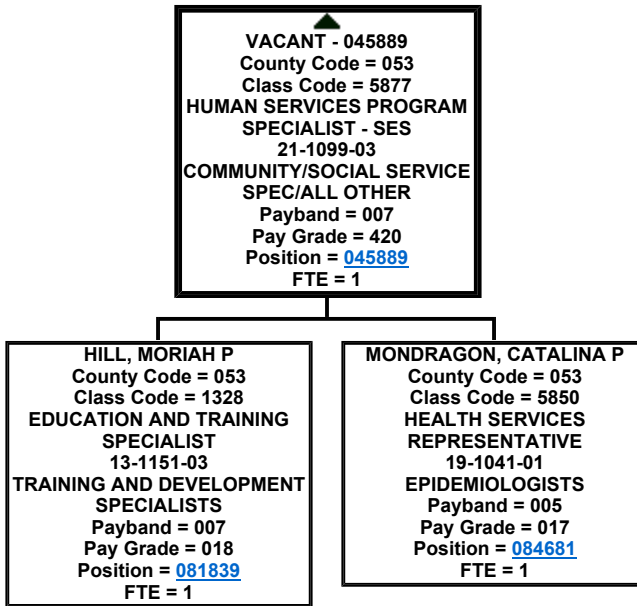 VACANT - 045889
County Code = 053
Class Code = 5877
HUMAN SERVICES PROGRAM
SPECIALIST - SES
21-1099-03
COMMUNITY/SOCIAL SERVICE
SPEC/ALL OTHER
Payband = 007
Pay Grade = 420
Position = 045889
FTE = 1
HILL, MORIAH P
County Code = 053
Class Code = 1328
EDUCATION AND TRAINING
SPECIALIST
13-1151-03
TRAINING AND DEVELOPMENT
SPECIALISTS
Payband = 007
Pay Grade = 018
Position = 081839
FTE = 1
MONDRAGON, CATALINA P
County Code = 053
Class Code = 5850
HEALTH SERVICES
REPRESENTATIVE
19-1041-01
EPIDEMIOLOGISTS
Payband = 005
Pay Grade = 017
Position = 084681
FTE = 1